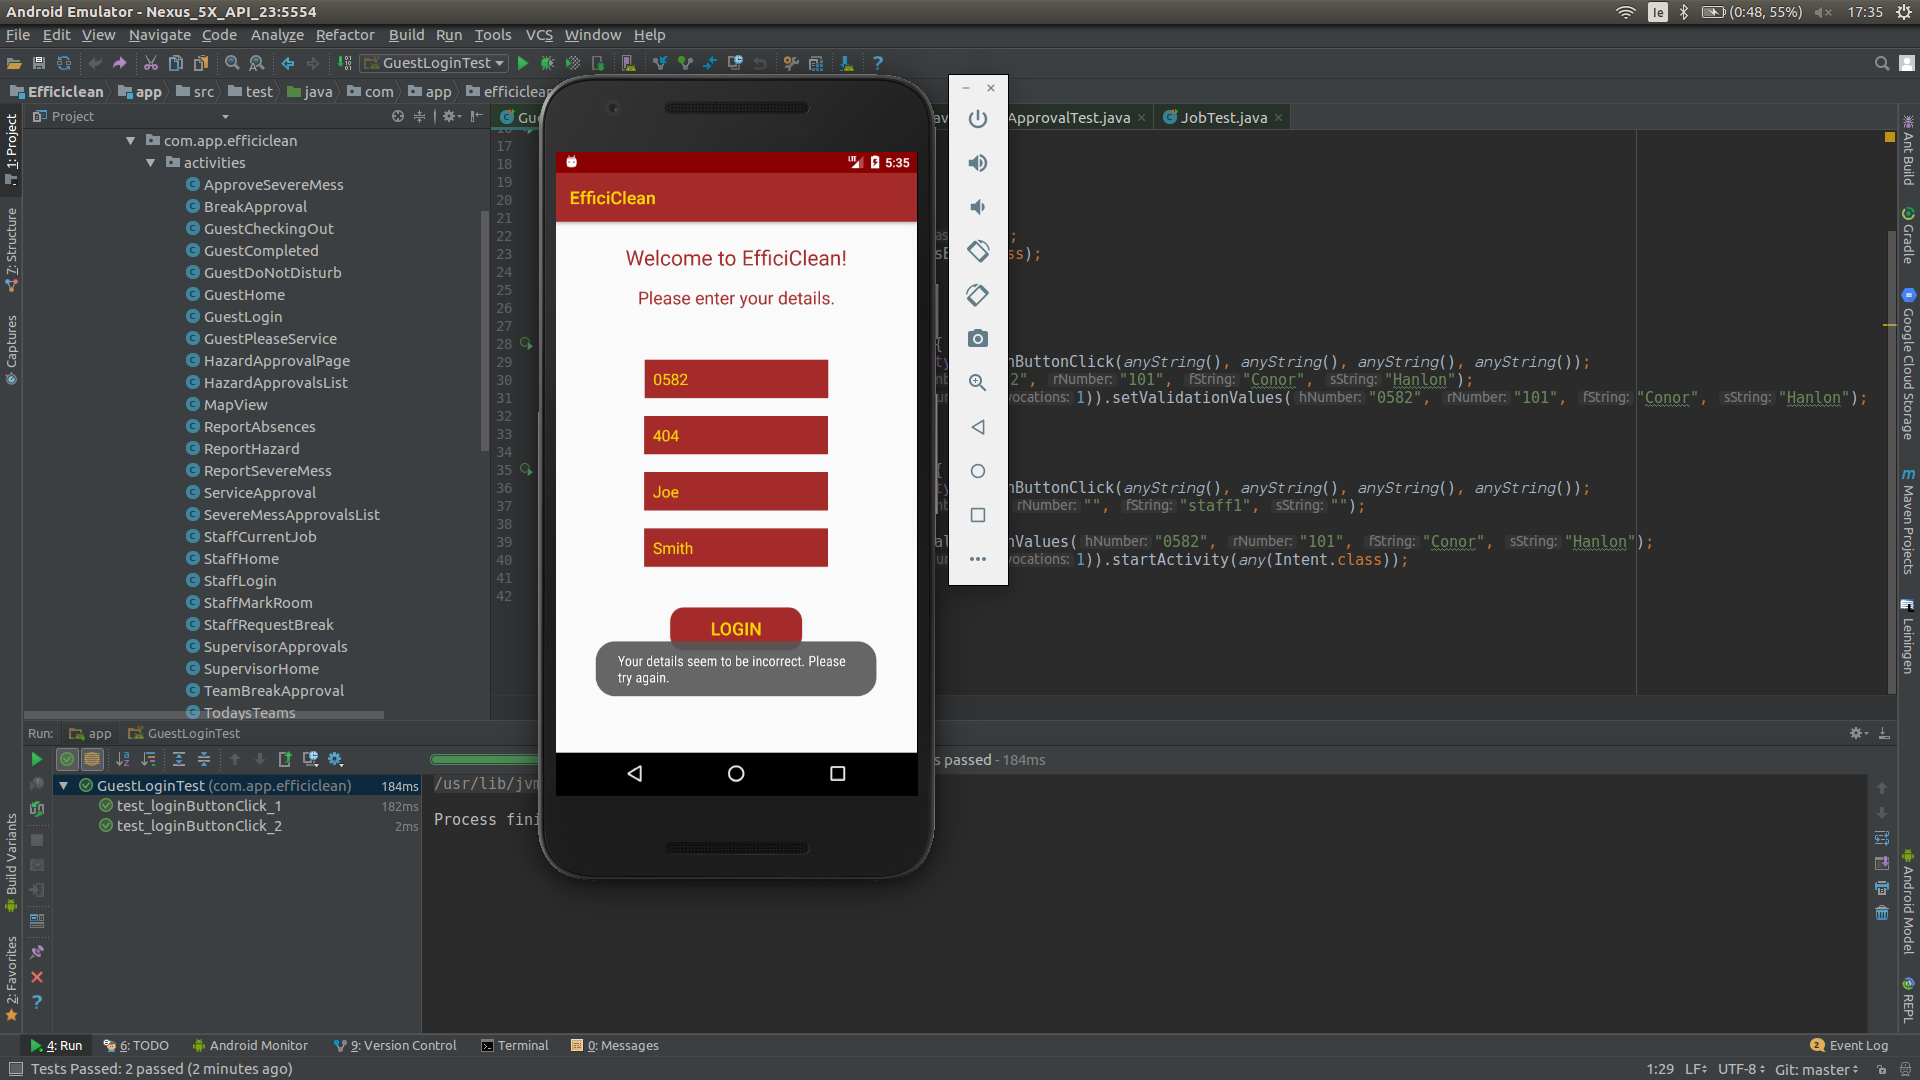 Android Emulator - Nexus_5X_API_23:5554
Ie
(0:48, 55%)
17:35
File Edit View Navigate Code Analyze Refactor Build Run Tools VCS Window Help
GuestLoginTest
Efficiclean app src test java com app efficiclean
Project
ApprovalTest.java
JobTest.java
com.app.efficiclean
activities
ApproveSevereMess
BreakApproval
GuestCheckingOut
GuestCompleted
GuestDoNotDisturb
GuestHome
GuestLogin
GuestPleaseService
HazardApprovalPage
HazardApprovalsList
MapView
ReportAbsences
ReportHazard
ReportSevereMess
ServiceApproval
SevereMessApprovalsList
StaffCurrentJob
StaffHome
StaffLogin
StaffMarkRoom
StaffRequestBreak
SupervisorApprovals
SupervisorHome
TeamBreakApproval
TodaysTeams
1: Project
7: Structure
Captures
Build Variants
2: Favorites
17
18
19
20
21
22
23
24
25
26
27
28
29
30
31
32
33
34
35
36
37
38
39
40
41
42
;
ss);
{
nButtonClick(anyString(), anyString(), anyString(), anyString());
2", rNumber: "101", fString: "Conor", sString: "Hanlon");
vocations: 1)).setValidationValues( hNumber: "0582", rNumber: "101", fString: "Conor", sString: "Hanlon");
{
nButtonClick(anyString(), anyString(), anyString(), anyString());
rNumber: "", fString: "staff1", sString: "");
nValues( hNumber: "0582", rNumber: "101", fString: "Conor", sString: "Hanlon");
vocations: 1)).startActivity(any(Intent.class));
LTE 5:35
EfficiClean
Welcome to EfficiClean!
Please enter your details.
0582
404
Joe
Smith
LOGIN
Your details seem to be incorrect. Please
try again.
Ant Build
Gradle
Google Cloud Storage
Maven Projects
Leiningen
Android Model
REPL
Run: app GuestLoginTest
s passed - 184ms
GuestLoginTest (com.app.efficiclean) 184ms
test_loginButtonClick_1 182ms
test_loginButtonClick_2 2ms
/usr/lib/jvm
Process fini
4: Run 6: TODO Android Monitor 9: Version Control Terminal 0: Messages
2 Event Log
Tests Passed: 2 passed (2 minutes ago)
1:29 LF UTF-8 Git: master